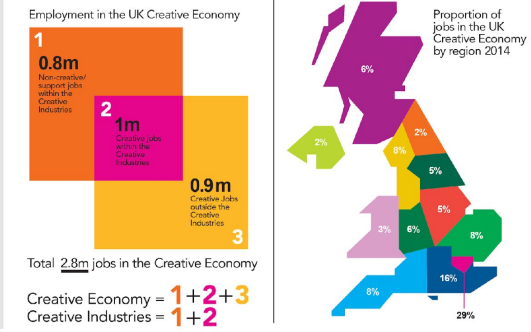 Employment in the UK Creative Economy
1
0.8m
Non-creative/
support jobs
within the
Creative
Industries
2
1m
Creative jobs
within the
Creative
Industries
0.9m
Creative Jobs
outside the
Creative
Industries
3
Total 2.8m jobs in the Creative Economy
Creative Economy = 1+2+3
Creative Industries = 1+2
Proportion of
jobs in the UK
Creative Economy
by region 2014
6%
2%
2%
8%
5%
5%
3%
6%
8%
8%
16%
29%